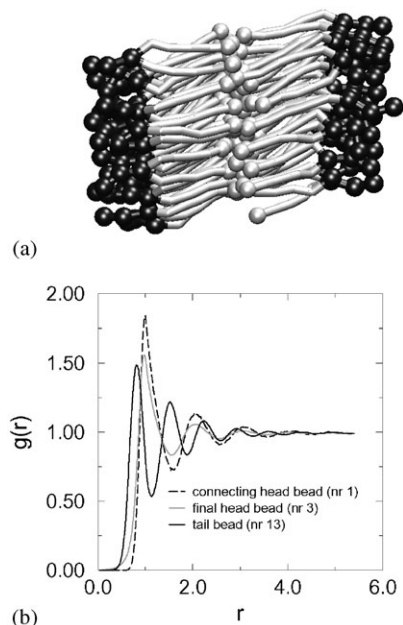 (a)
2.00
1.50
1.00
0.50
0.00
g(r)
connecting head bead (nr 1)
final head bead (nr 3)
tail bead (nr 13)
0.0 2.0 4.0 6.0
r
(b)